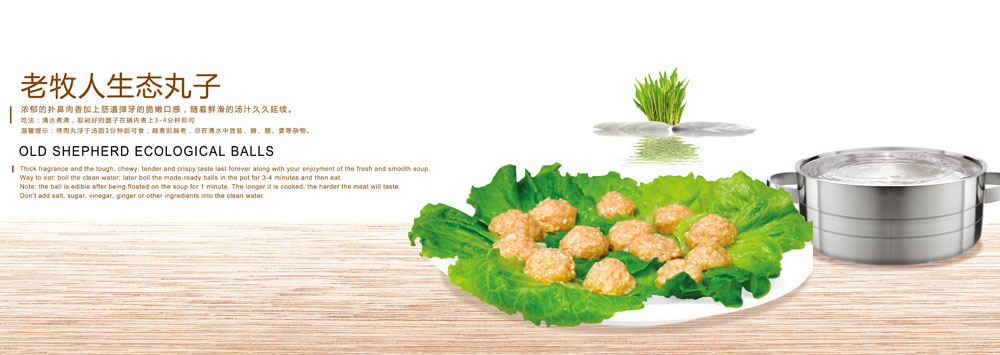 老牧人生态丸子
浓郁的扑鼻肉香加上筋道弹牙的脆嫩口感，随着鲜滑的汤汁久久延续。
吃法：清水煮沸，取剁好的圆子在锅内煮上3-4分钟即可
温馨提示：待肉丸浮于汤面1分钟后可食，越煮则越老，忌在清水中放盐、糖、醋、姜等杂物。
OLD SHEPHERD ECOLOGICAL BALLS
Thick fragrance and the tough, chewy, tender and crispy taste last forever along with your enjoyment of the fresh and smooth soup.
Way to eat: boil the clean water; later boil the made-ready balls in the pot for 3-4 minutes and then eat.
Note: the ball is edible after being floated on the soup for 1 minute. The longer it is cooked, the harder the meat will taste.
Don't add salt, sugar, vinegar, ginger or other ingredients into the clean water.